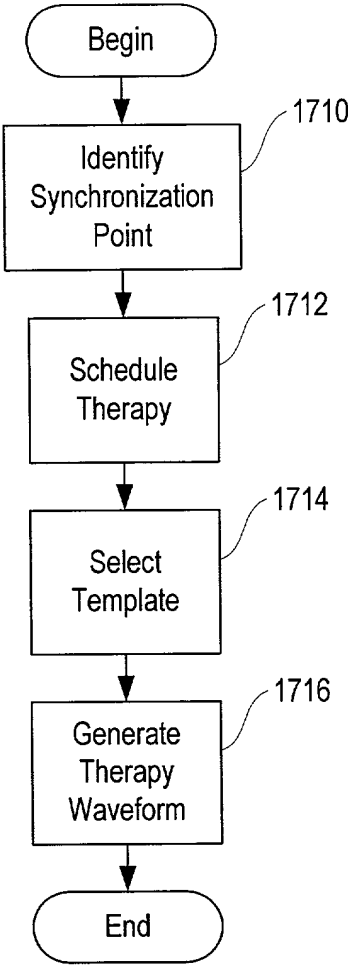 Begin
1710
Identify
Synchronization
Point
1712
Schedule
Therapy
1714
Select
Template
1716
Generate
Therapy
Waveform
End